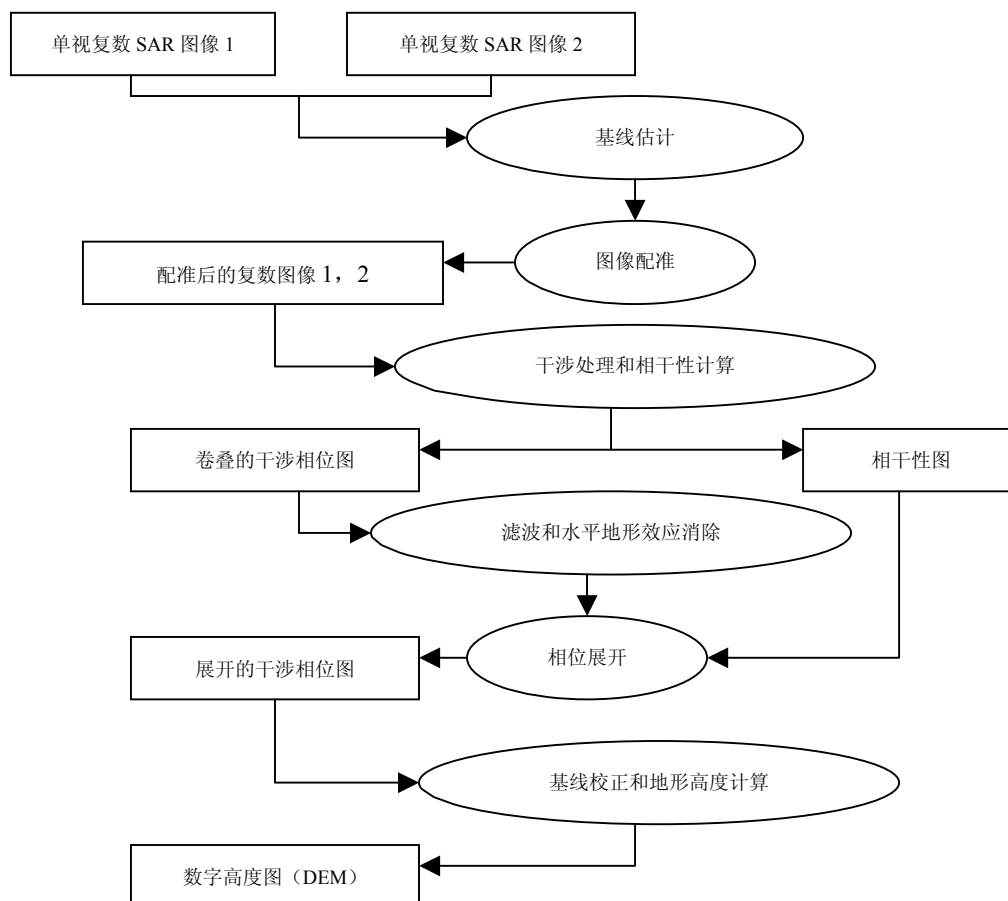 单视复数 SAR 图像 1
单视复数 SAR 图像 2
基线估计
图像配准
配准后的复数图像 1，2
干涉处理和相干性计算
卷叠的干涉相位图
相干性图
滤波和水平地形效应消除
相位展开
展开的干涉相位图
基线校正和地形高度计算
数字高度图（DEM）